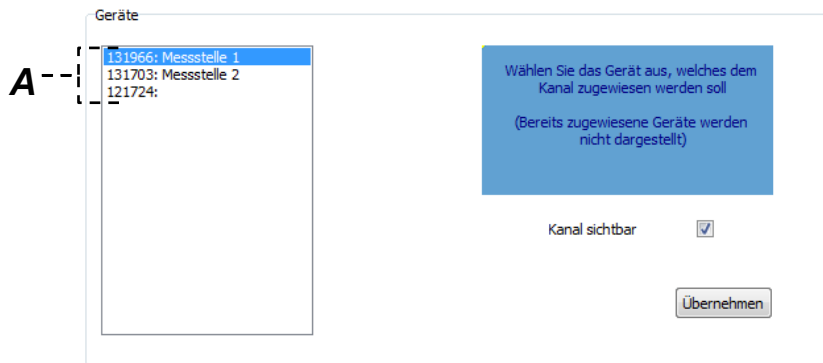 Geräte
A
131966: Messstelle 1
131703: Messstelle 2
121724:
Wählen Sie das Gerät aus, welches dem
Kanal zugewiesen werden soll
(Bereits zugewiesene Geräte werden
nicht dargestellt)
Kanal sichtbar
Übernehmen